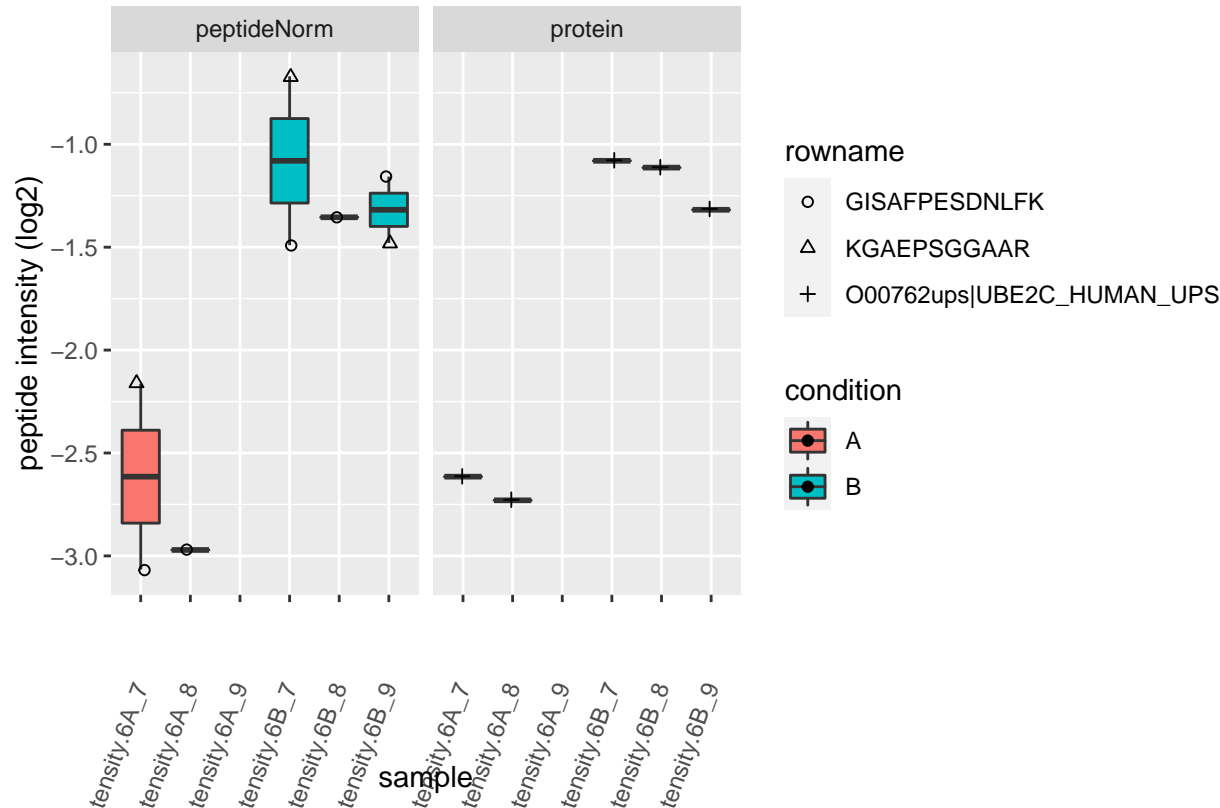 peptideNorm
protein
peptide intensity (log2)
−1.0
−1.5
−2.0
−2.5
−3.0
tensity.6A_7
tensity.6A_8
tensity.6A_9
tensity.6B_7
tensity.6B_8
tensity.6B_9
tensity.6A_7
tensity.6A_8
tensity.6A_9
tensity.6B_7
tensity.6B_8
tensity.6B_9
sample
rowname
GISAFPESDNLFK
KGAEPSGGAAR
O00762ups|UBE2C_HUMAN_UPS
condition
A
B